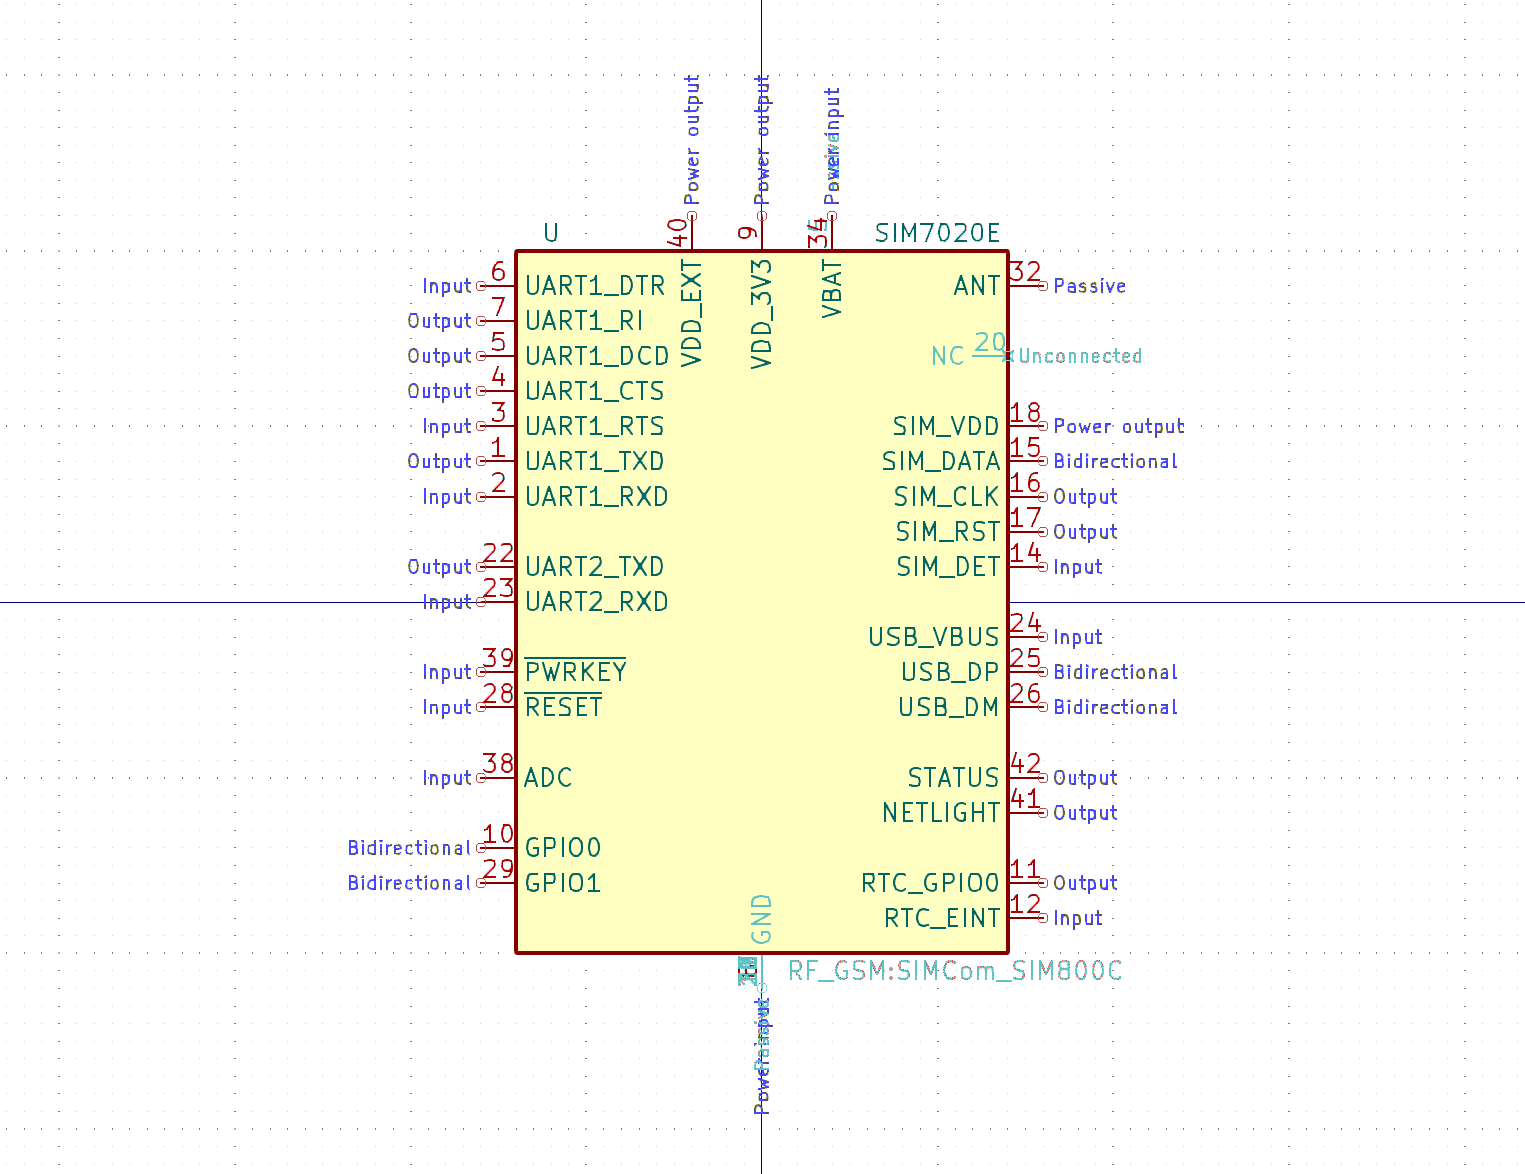 Power output
Power output
Power input
40
9
34
U
SIM7020E
VDD_EXT
VDD_3V3
VBAT
Input 6 UART1_DTR
Output 7 UART1_RI
Output 5 UART1_DCD
Output 4 UART1_CTS
Input 3 UART1_RTS
Output 1 UART1_TXD
Input 2 UART1_RXD
Output 22 UART2_TXD
Input 23 UART2_RXD
Input 39 PWRKEY
Input 28 RESET
Input 38 ADC
Bidirectional 10 GPIO0
Bidirectional 29 GPIO1
ANT 32 Passive
NC 20 Unconnected
SIM_VDD 18 Power output
SIM_DATA 15 Bidirectional
SIM_CLK 16 Output
SIM_RST 17 Output
SIM_DET 14 Input
USB_VBUS 24 Input
USB_DP 25 Bidirectional
USB_DM 26 Bidirectional
STATUS 42 Output
NETLIGHT 41 Output
RTC_GPIO0 11 Output
RTC_EINT 12 Input
GND
RF_GSM:SIMCom_SIM800C
Power input